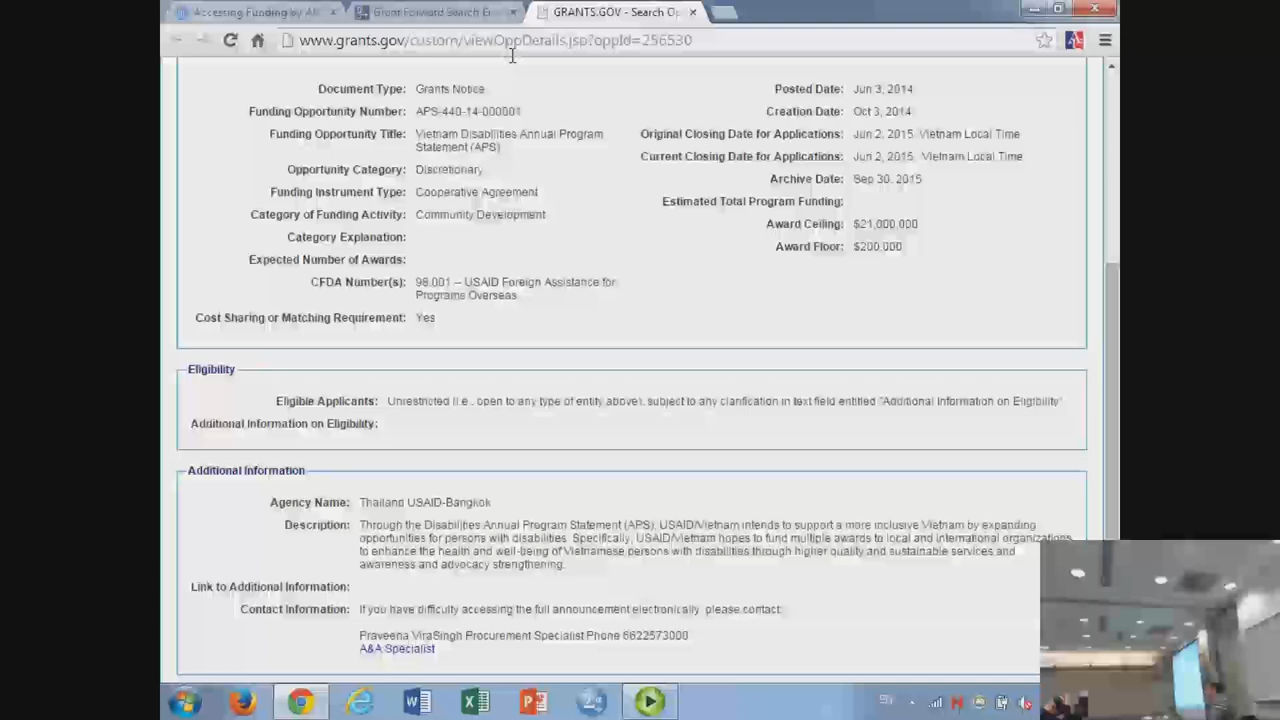 Accessing Funding by
Grant Forward Search
GRANTS.GOV - Search Op
www.grants.gov/custom/viewOppDetails.jsp?oppId=256530
Document Type: Grants Notice
Funding Opportunity Number: APS-440-14-000001
Funding Opportunity Title: Vietnam Disabilities Annual Program
Statement (APS)
Opportunity Category: Discretionary
Funding Instrument Type: Cooperative Agreement
Category of Funding Activity: Community Development
Category Explanation:
Expected Number of Awards:
CFDA Number(s): 98.001 -- USAID Foreign Assistance for
Programs Overseas
Cost Sharing or Matching Requirement: Yes
Posted Date: Jun 3, 2014
Creation Date: Oct 3, 2014
Original Closing Date for Applications: Jun 2, 2015 Vietnam Local Time
Current Closing Date for Applications: Jun 2, 2015 Vietnam Local Time
Archive Date: Sep 30, 2015
Estimated Total Program Funding:
Award Ceiling: $21,000,000
Award Floor: $200,000
Eligibility
Eligible Applicants: Unrestricted (i.e., open to any type of entity above), subject to any clarification in text field entitled "Additional Information on Eligibility"
Additional Information on Eligibility:
Additional Information
Agency Name: Thailand USAID-Bangkok
Description: Through the Disabilities Annual Program Statement (APS), USAID/Vietnam intends to support a more inclusive Vietnam by expanding
opportunities for persons with disabilities. Specifically, USAID/Vietnam hopes to fund multiple awards to local and international organizations
to enhance the health and well-being of Vietnamese persons with disabilities through higher quality and sustainable services and
awareness and advocacy strengthening.
Link to Additional Information:
Contact Information: If you have difficulty accessing the full announcement electronically, please contact:
Praveena ViraSingh Procurement Specialist Phone 6622573000
A&A Specialist